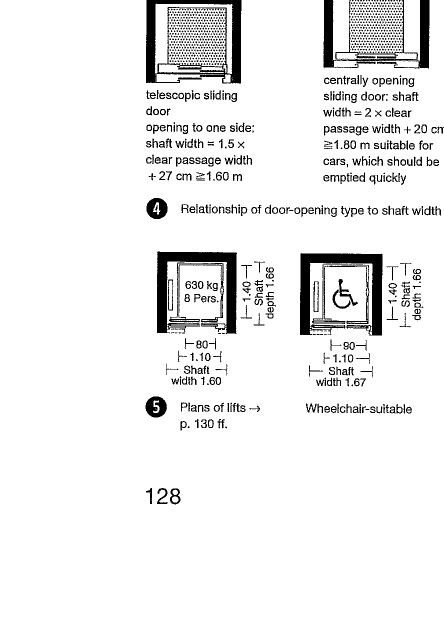 telescopic sliding
door
opening to one side:
shaft width = 1.5 ×
clear passage width
+ 27 cm ≧1.60 m
centrally opening
sliding door: shaft
width = 2 × clear
passage width + 20 cm
≧1.80 m suitable for
cars, which should be
emptied quickly
4 Relationship of door-opening type to shaft width
630 kg
8 Pers.
1.40
Shaft
depth 1.66
80
1.10
Shaft
width 1.60
1.40
Shaft
depth 1.66
90
1.10
Shaft
width 1.67
5 Plans of lifts →
p. 130 ff.
Wheelchair-suitable
128